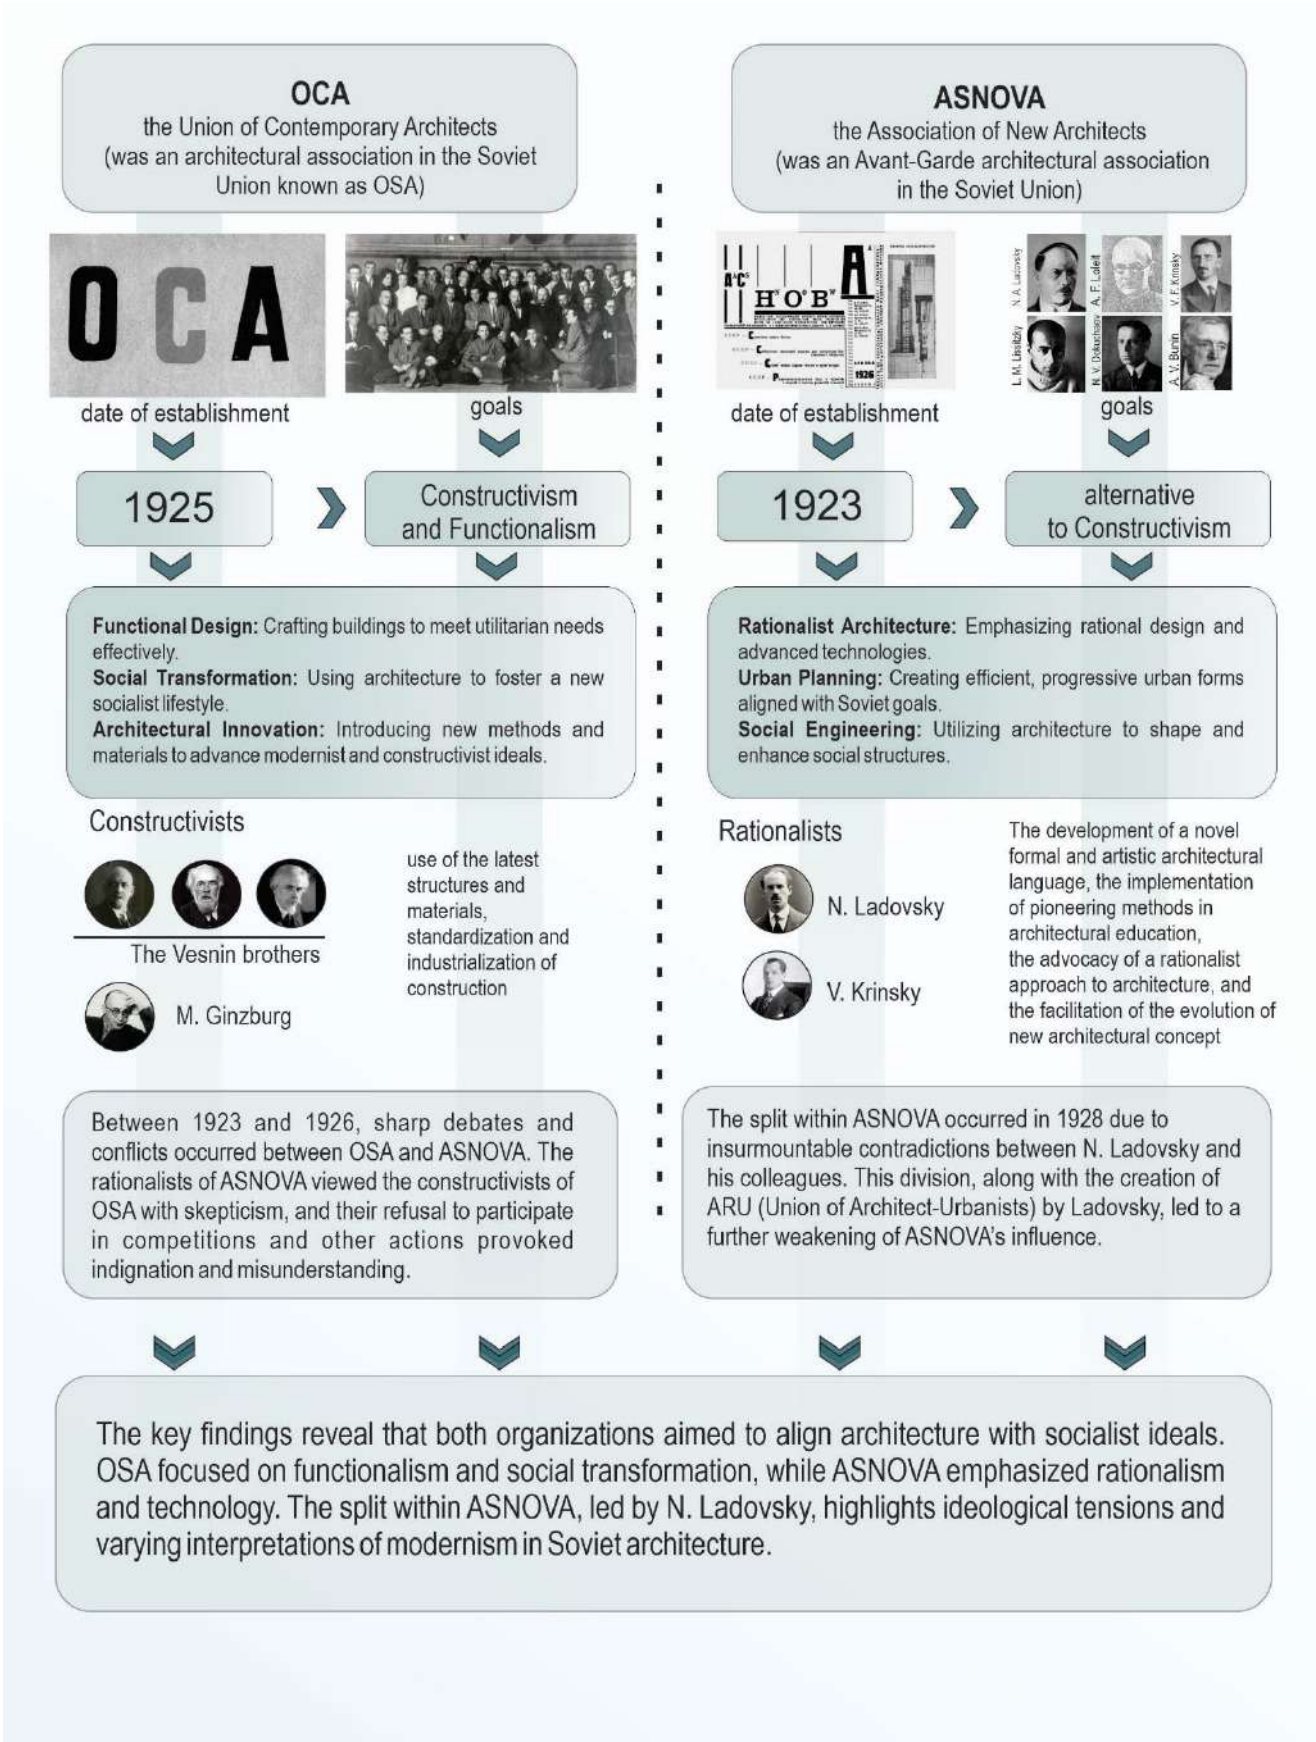 OCA
the Union of Contemporary Architects
(was an architectural association in the Soviet
Union known as OSA)
ОСА
date of establishment
goals
1925
Constructivism
and Functionalism
Functional Design: Crafting buildings to meet utilitarian needs
effectively.
Social Transformation: Using architecture to foster a new
socialist lifestyle.
Architectural Innovation: Introducing new methods and
materials to advance modernist and constructivist ideals.
Constructivists
The Vesnin brothers
M. Ginzburg
use of the latest
structures and
materials,
standardization and
industrialization of
construction
Between 1923 and 1926, sharp debates and
conflicts occurred between OSA and ASNOVA. The
rationalists of ASNOVA viewed the constructivists of
OSA with skepticism, and their refusal to participate
in competitions and other actions provoked
indignation and misunderstanding.
ASNOVA
the Association of New Architects
(was an Avant-Garde architectural association
in the Soviet Union)
НОВ
А
1926
N. A. Ladovsky
A. F. Loleit
V. F. Krinsky
L. M. Lissitzky
N. V. Dokuchaev
A. V. Bunin
date of establishment
goals
1923
alternative
to Constructivism
Rationalist Architecture: Emphasizing rational design and
advanced technologies.
Urban Planning: Creating efficient, progressive urban forms
aligned with Soviet goals.
Social Engineering: Utilizing architecture to shape and
enhance social structures.
Rationalists
N. Ladovsky
V. Krinsky
The development of a novel
formal and artistic architectural
language, the implementation
of pioneering methods in
architectural education,
the advocacy of a rationalist
approach to architecture, and
the facilitation of the evolution of
new architectural concept
The split within ASNOVA occurred in 1928 due to
insurmountable contradictions between N. Ladovsky and
his colleagues. This division, along with the creation of
ARU (Union of Architect-Urbanists) by Ladovsky, led to a
further weakening of ASNOVA's influence.
The key findings reveal that both organizations aimed to align architecture with socialist ideals.
OSA focused on functionalism and social transformation, while ASNOVA emphasized rationalism
and technology. The split within ASNOVA, led by N. Ladovsky, highlights ideological tensions and
varying interpretations of modernism in Soviet architecture.